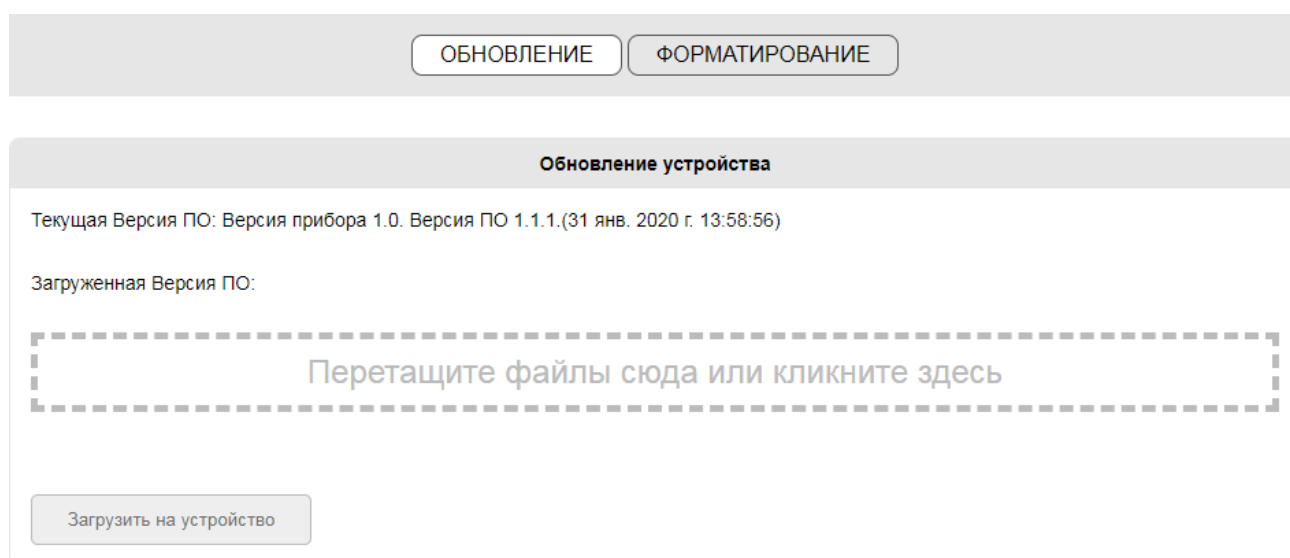 ОБНОВЛЕНИЕ ФОРМАТИРОВАНИЕ
Обновление устройства
Текущая Версия ПО: Версия прибора 1.0. Версия ПО 1.1.1.(31 янв. 2020 г. 13:58:56)
Загруженная Версия ПО:
Перетащите файлы сюда или кликните здесь
Загрузить на устройство